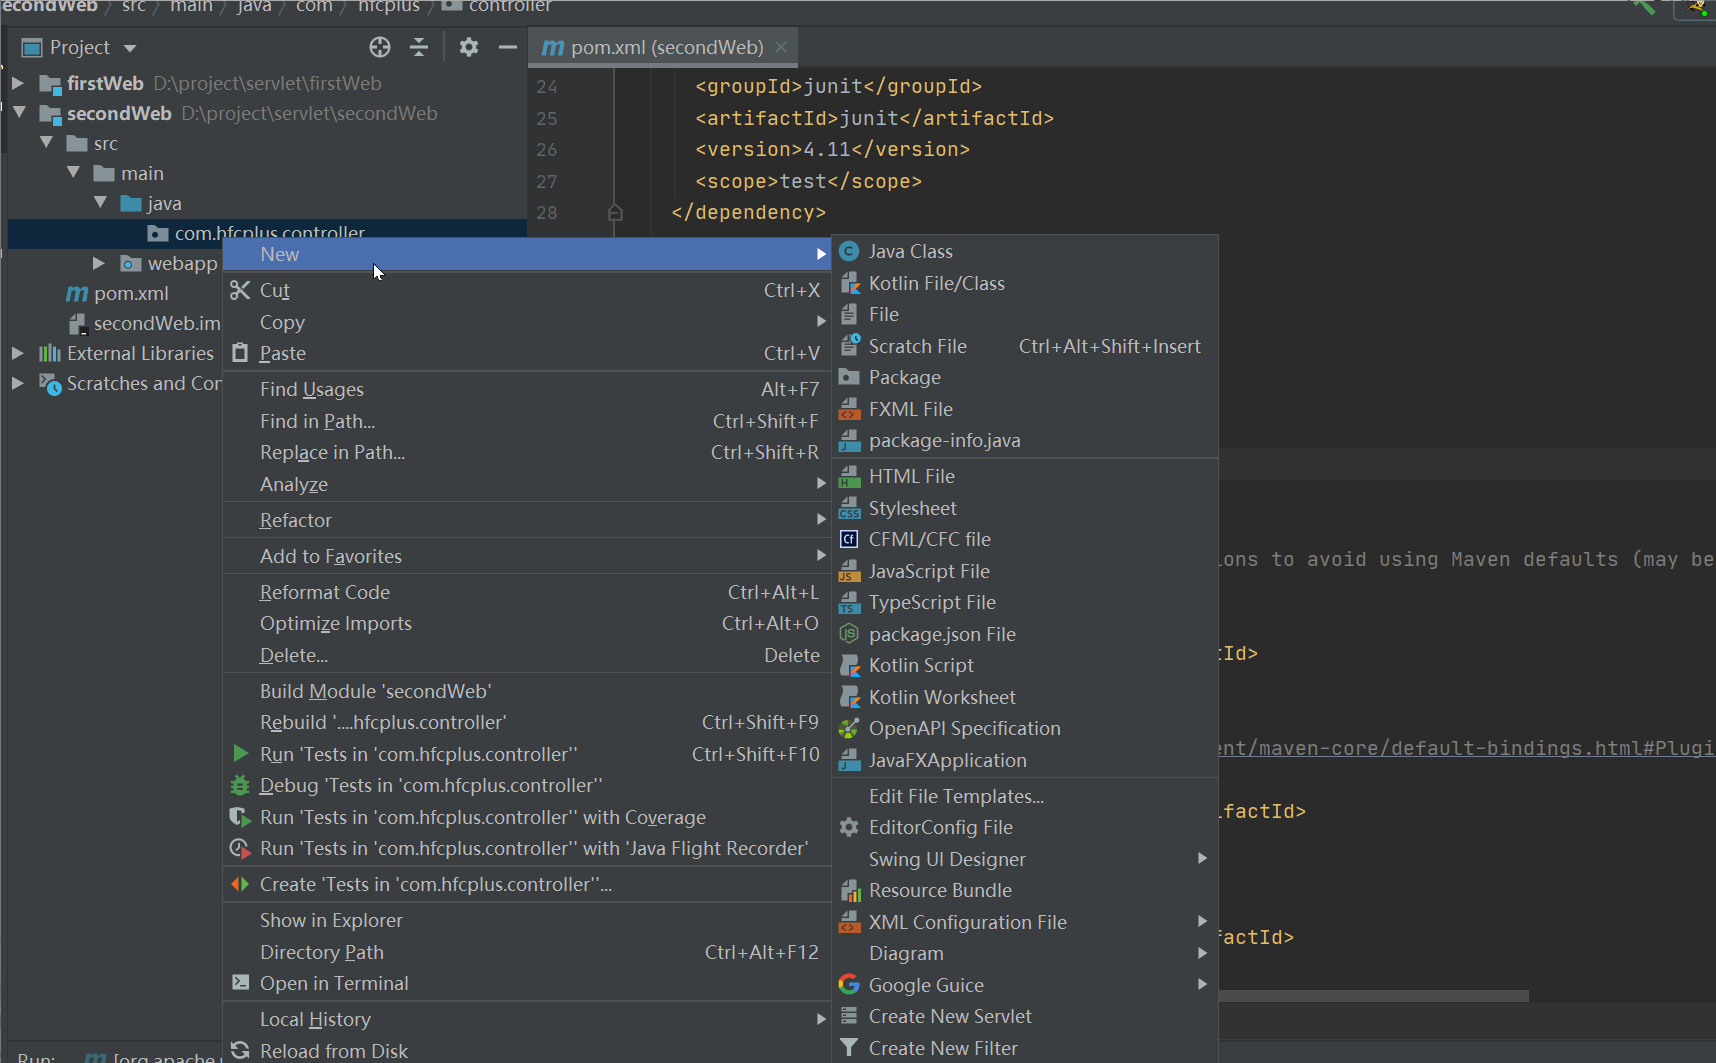 secondWeb src main java com hfcplus controller
Project
pom.xml (secondWeb)
firstWeb D:\project\servlet\firstWeb
secondWeb D:\project\servlet\secondWeb
src
main
java
com.hfcplus.controller
webapp
pom.xml
secondWeb.im
External Libraries
Scratches and Con
24 <groupId>junit</groupId>
25 <artifactId>junit</artifactId>
26 <version>4.11</version>
27 <scope>test</scope>
28 </dependency>
New
Cut Ctrl+X
Copy
Paste Ctrl+V
Find Usages Alt+F7
Find in Path... Ctrl+Shift+F
Replace in Path... Ctrl+Shift+R
Analyze
Refactor
Add to Favorites
Reformat Code Ctrl+Alt+L
Optimize Imports Ctrl+Alt+O
Delete... Delete
Build Module 'secondWeb'
Rebuild '....hfcplus.controller' Ctrl+Shift+F9
Run 'Tests in 'com.hfcplus.controller'' Ctrl+Shift+F10
Debug 'Tests in 'com.hfcplus.controller''
Run 'Tests in 'com.hfcplus.controller'' with Coverage
Run 'Tests in 'com.hfcplus.controller'' with 'Java Flight Recorder'
Create 'Tests in 'com.hfcplus.controller''...
Show in Explorer
Directory Path Ctrl+Alt+F12
Open in Terminal
Local History
Reload from Disk
Java Class
Kotlin File/Class
File
Scratch File Ctrl+Alt+Shift+Insert
Package
FXML File
package-info.java
HTML File
Stylesheet
CFML/CFC file
JavaScript File
TypeScript File
package.json File
Kotlin Script
Kotlin Worksheet
OpenAPI Specification
JavaFXApplication
Edit File Templates...
EditorConfig File
Swing UI Designer
Resource Bundle
XML Configuration File
Diagram
Google Guice
Create New Servlet
Create New Filter
ons to avoid using Maven defaults (may be
tId>
ent/maven-core/default-bindings.html#Plugi
ifactId>
factId>
Run: [org.apache.